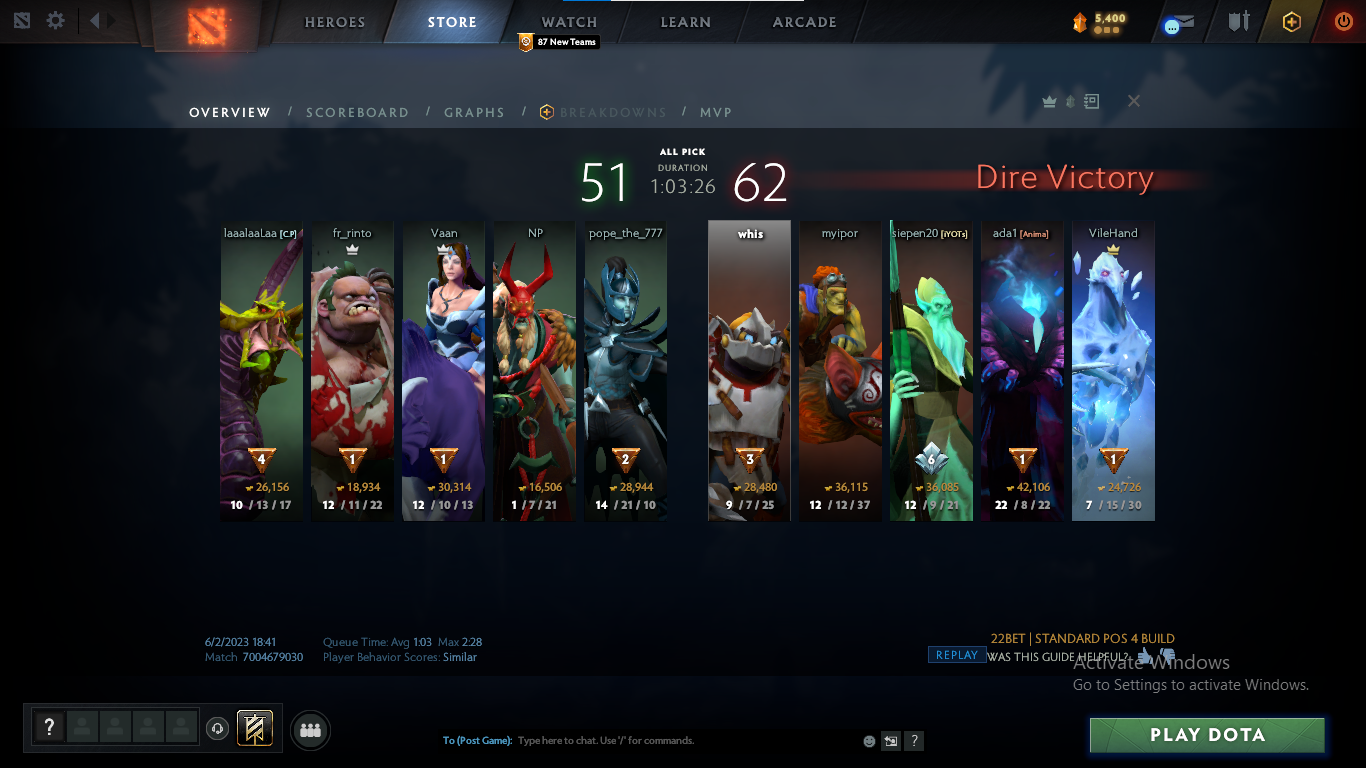 HEROES
STORE
WATCH
LEARN
ARCADE
5,400
87 New Teams
OVERVIEW / SCOREBOARD / GRAPHS / BREAKDOWNS / MVP
ALL PICK
51
DURATION
1:03:26
62
Dire Victory
laaalaaLaa [C.P]
fr_rinto
Vaan
NP
pope_the_777
whis
myipor
siepen20 [iYOTs]
ada1 [Anima]
VileHand
4
1
1
2
3
6
1
1
26,156
18,934
30,314
16,506
28,944
28,480
36,115
36,085
42,106
24,726
10 / 13 / 17
12 / 11 / 22
12 / 10 / 13
1 / 7 / 21
14 / 21 / 10
9 / 7 / 25
12 / 12 / 37
12 / 9 / 21
22 / 8 / 22
7 / 15 / 30
6/2/2023 18:41
Queue Time: Avg 1:03 Max 2:28
Match 7004679030
Player Behavior Scores: Similar
22BET | STANDARD POS 4 BUILD
REPLAY
WAS THIS GUIDE HELPFUL?
Activate Windows
Go to Settings to activate Windows.
?
To (Post Game): Type here to chat. Use '/' for commands.
?
PLAY DOTA